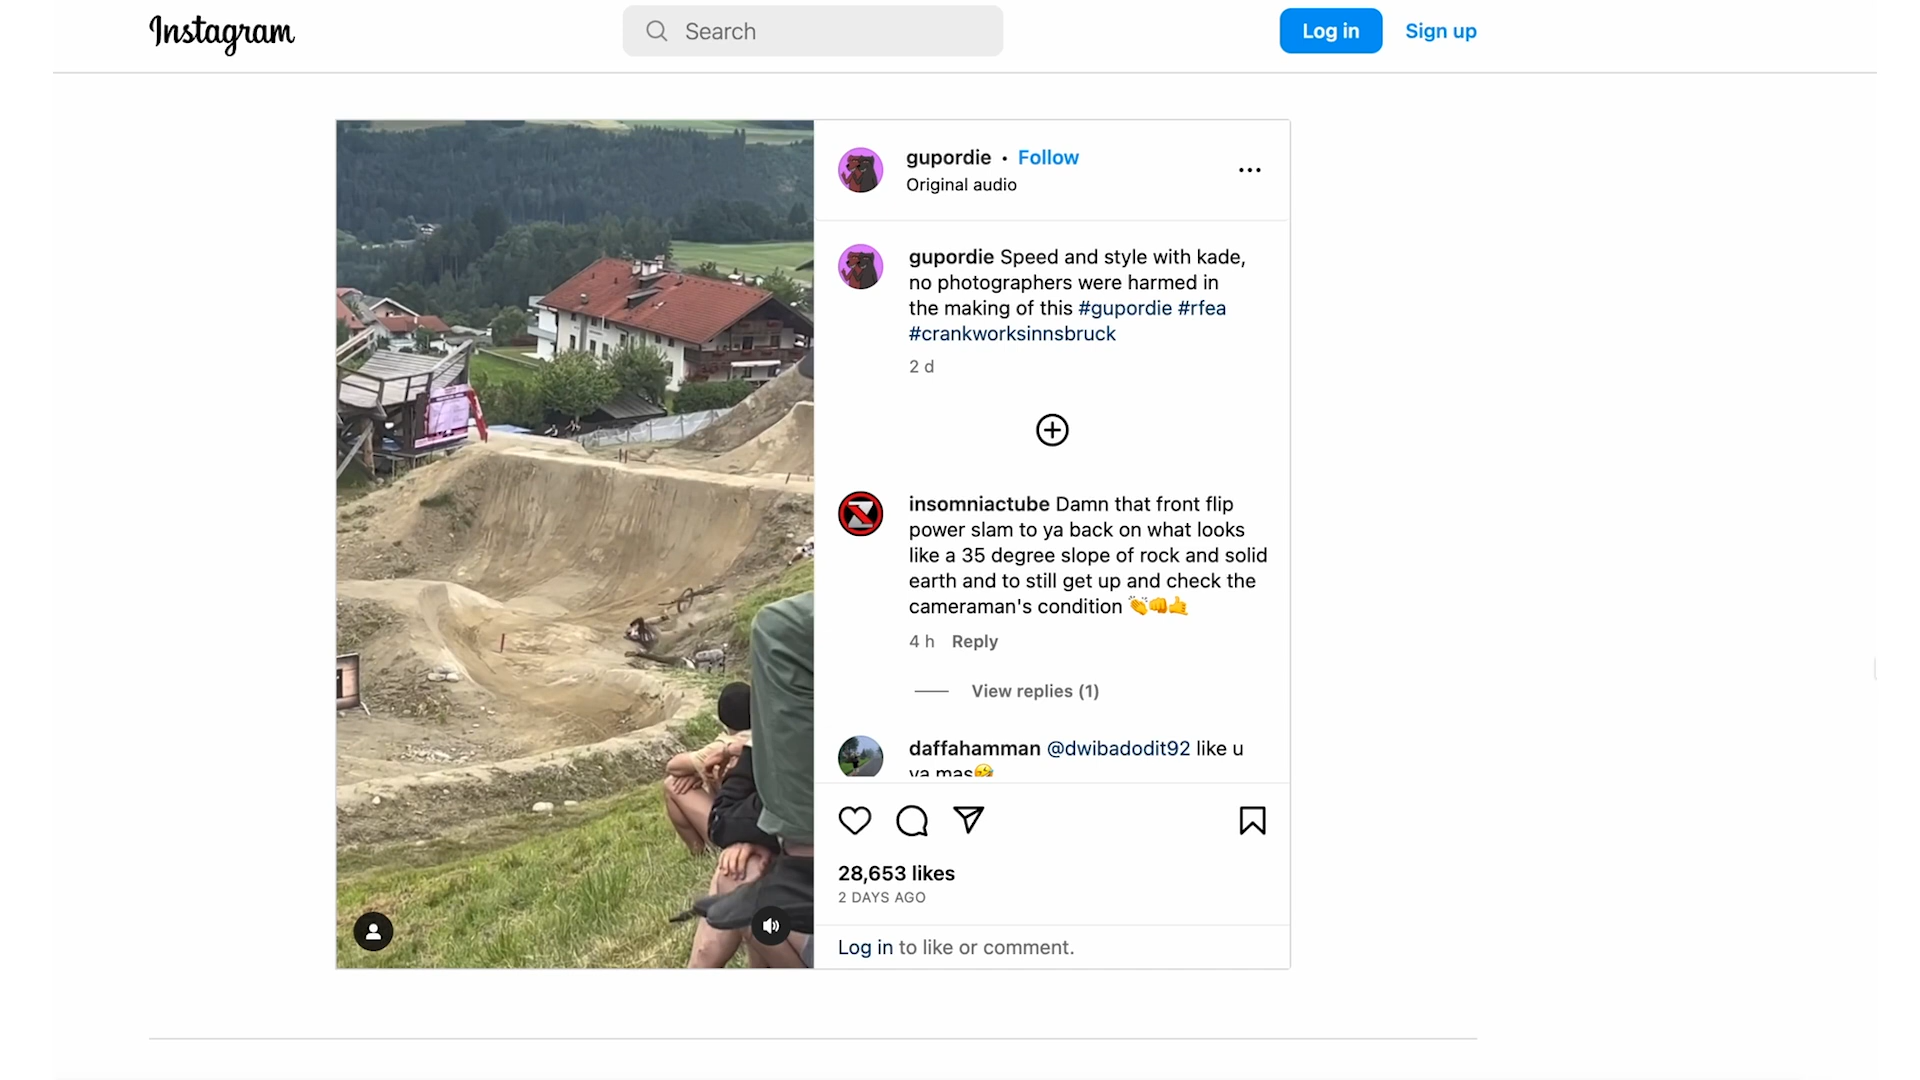 Instagram
Search
Log in
Sign up
gupordie • Follow
Original audio
gupordie Speed and style with kade,
no photographers were harmed in
the making of this #gupordie #rfea
#crankworksinnsbruck
2 d
insomniactube Damn that front flip
power slam to ya back on what looks
like a 35 degree slope of rock and solid
earth and to still get up and check the
cameraman's condition 👏👊🤙
4 h Reply
View replies (1)
daffahamman @dwibadodit92 like u
ya mas🤣
28,653 likes
2 DAYS AGO
Log in to like or comment.